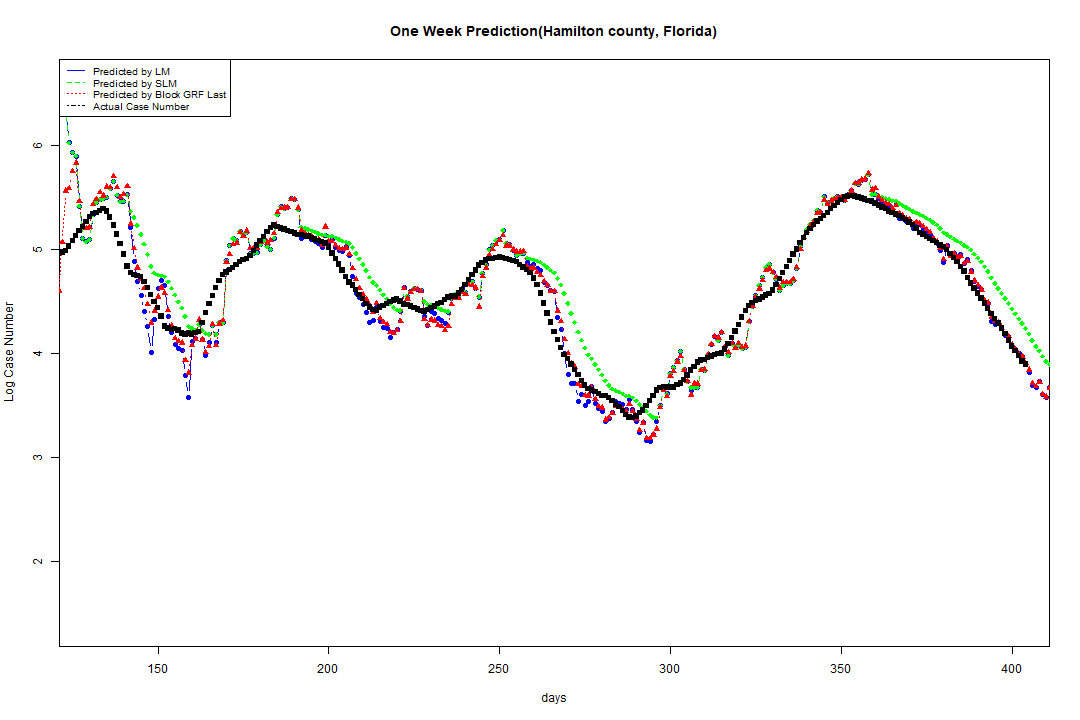 One Week Prediction(Hamilton county, Florida)
Predicted by LM
Predicted by SLM
Predicted by Block GRF Last
Actual Case Number
6
5
4
3
2
Log Case Number
150 200 250 300 350 400
days